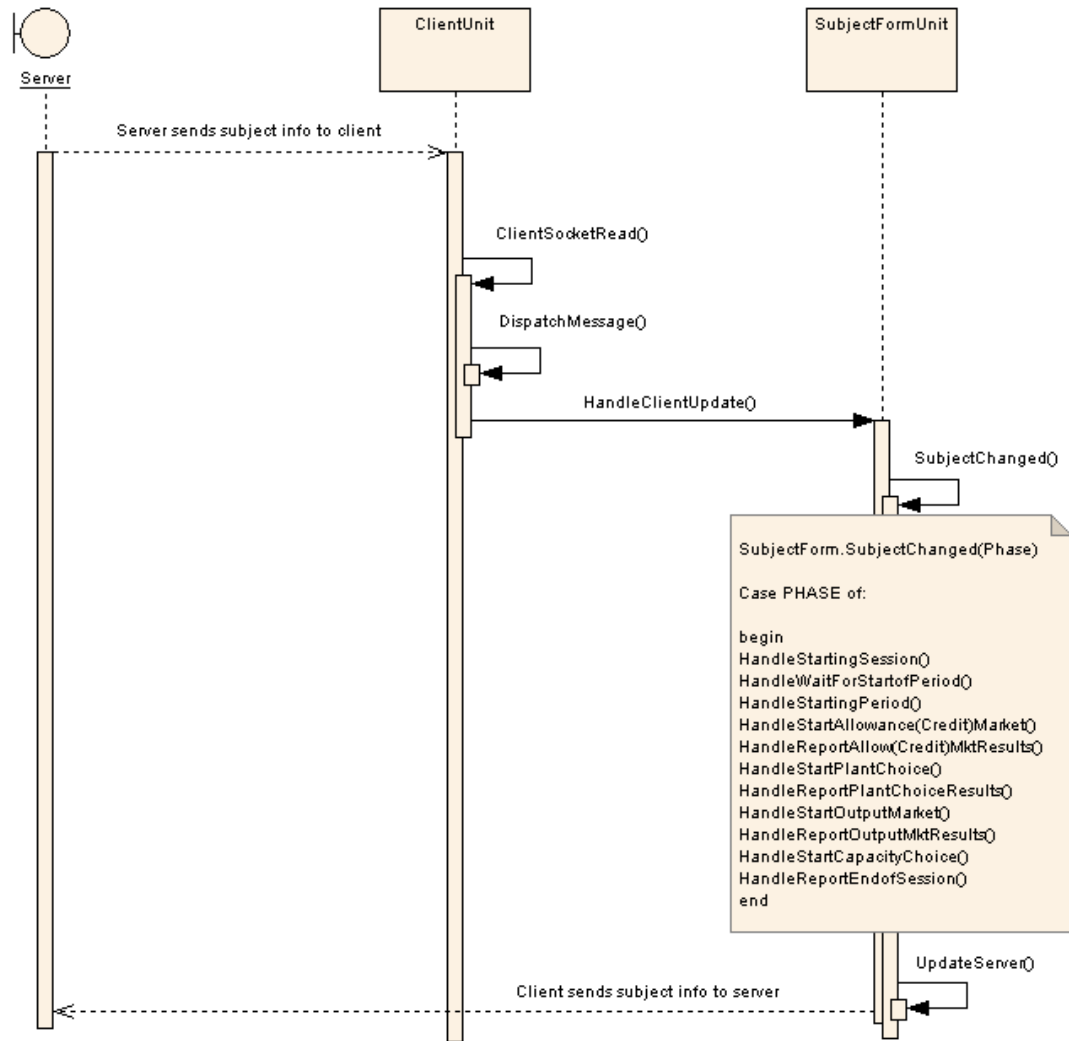 Server
ClientUnit
SubjectFormUnit
Server sends subject info to client
ClientSocketRead()
DispatchMessage()
HandleClientUpdate()
SubjectChanged()
SubjectForm.SubjectChanged(Phase)
Case PHASE of:
begin
HandleStartingSession()
HandleWaitForStartofPeriod()
HandleStartingPeriod()
HandleStartAllowance(Credit)Market()
HandleReportAllow(Credit)MktResults()
HandleStartPlantChoice()
HandleReportPlantChoiceResults()
HandleStartOutputMarket()
HandleReportOutputMktResults()
HandleStartCapacityChoice()
HandleReportEndofSession()
end
UpdateServer()
Client sends subject info to server